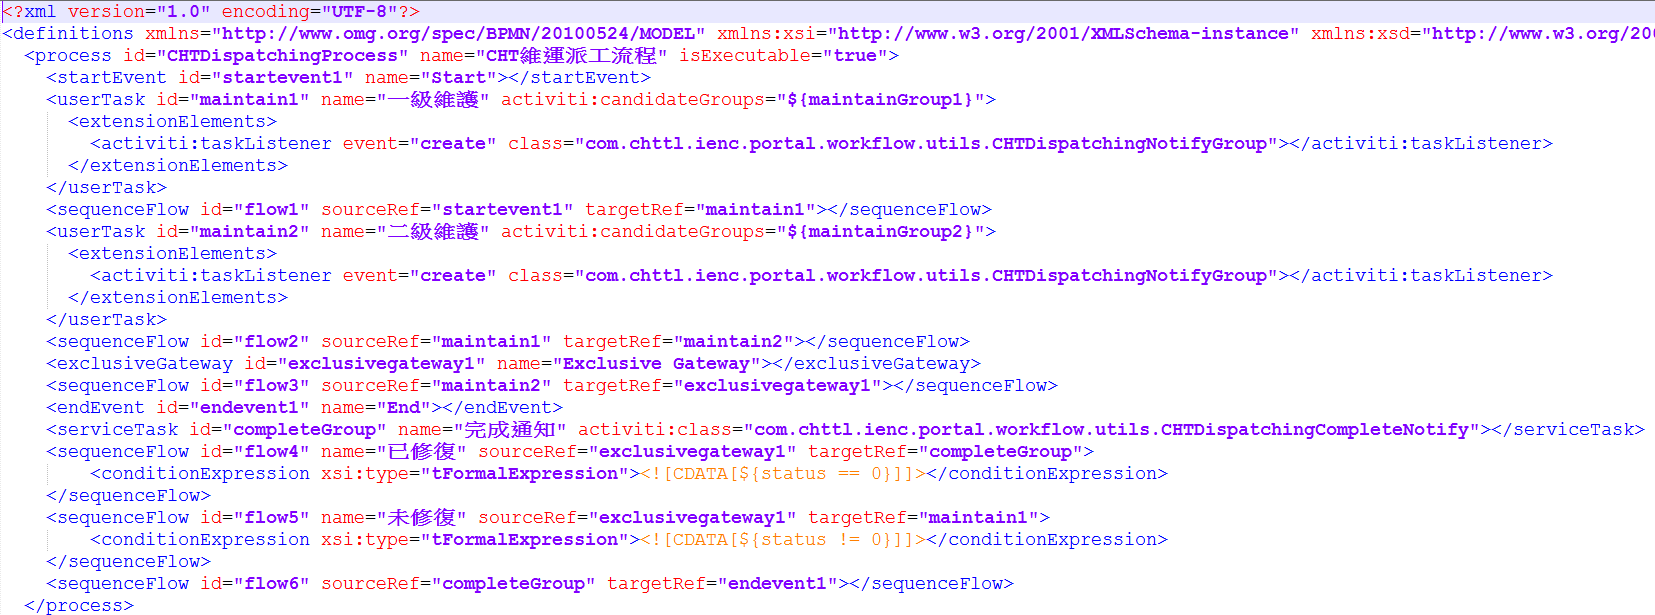 <?xml version="1.0" encoding="UTF-8"?>
<definitions xmlns="http://www.omg.org/spec/BPMN/20100524/MODEL" xmlns:xsi="http://www.w3.org/2001/XMLSchema-instance" xmlns:xsd="http://www.w3.org/200
<process id="CHTDispatchingProcess" name="CHT維運派工流程" isExecutable="true">
<startEvent id="startevent1" name="Start"></startEvent>
<userTask id="maintain1" name="一級維護" activiti:candidateGroups="${maintainGroup1}">
<extensionElements>
<activiti:taskListener event="create" class="com.chttl.ienc.portal.workflow.utils.CHTDispatchingNotifyGroup"></activiti:taskListener>
</extensionElements>
</userTask>
<sequenceFlow id="flow1" sourceRef="startevent1" targetRef="maintain1"></sequenceFlow>
<userTask id="maintain2" name="二級維護" activiti:candidateGroups="${maintainGroup2}">
<extensionElements>
<activiti:taskListener event="create" class="com.chttl.ienc.portal.workflow.utils.CHTDispatchingNotifyGroup"></activiti:taskListener>
</extensionElements>
</userTask>
<sequenceFlow id="flow2" sourceRef="maintain1" targetRef="maintain2"></sequenceFlow>
<exclusiveGateway id="exclusivegateway1" name="Exclusive Gateway"></exclusiveGateway>
<sequenceFlow id="flow3" sourceRef="maintain2" targetRef="exclusivegateway1"></sequenceFlow>
<endEvent id="endevent1" name="End"></endEvent>
<serviceTask id="completeGroup" name="完成通知" activiti:class="com.chttl.ienc.portal.workflow.utils.CHTDispatchingCompleteNotify"></serviceTask>
<sequenceFlow id="flow4" name="已修復" sourceRef="exclusivegateway1" targetRef="completeGroup">
<conditionExpression xsi:type="tFormalExpression"><![CDATA[${status == 0}]]></conditionExpression>
</sequenceFlow>
<sequenceFlow id="flow5" name="未修復" sourceRef="exclusivegateway1" targetRef="maintain1">
<conditionExpression xsi:type="tFormalExpression"><![CDATA[${status != 0}]]></conditionExpression>
</sequenceFlow>
<sequenceFlow id="flow6" sourceRef="completeGroup" targetRef="endevent1"></sequenceFlow>
</process>